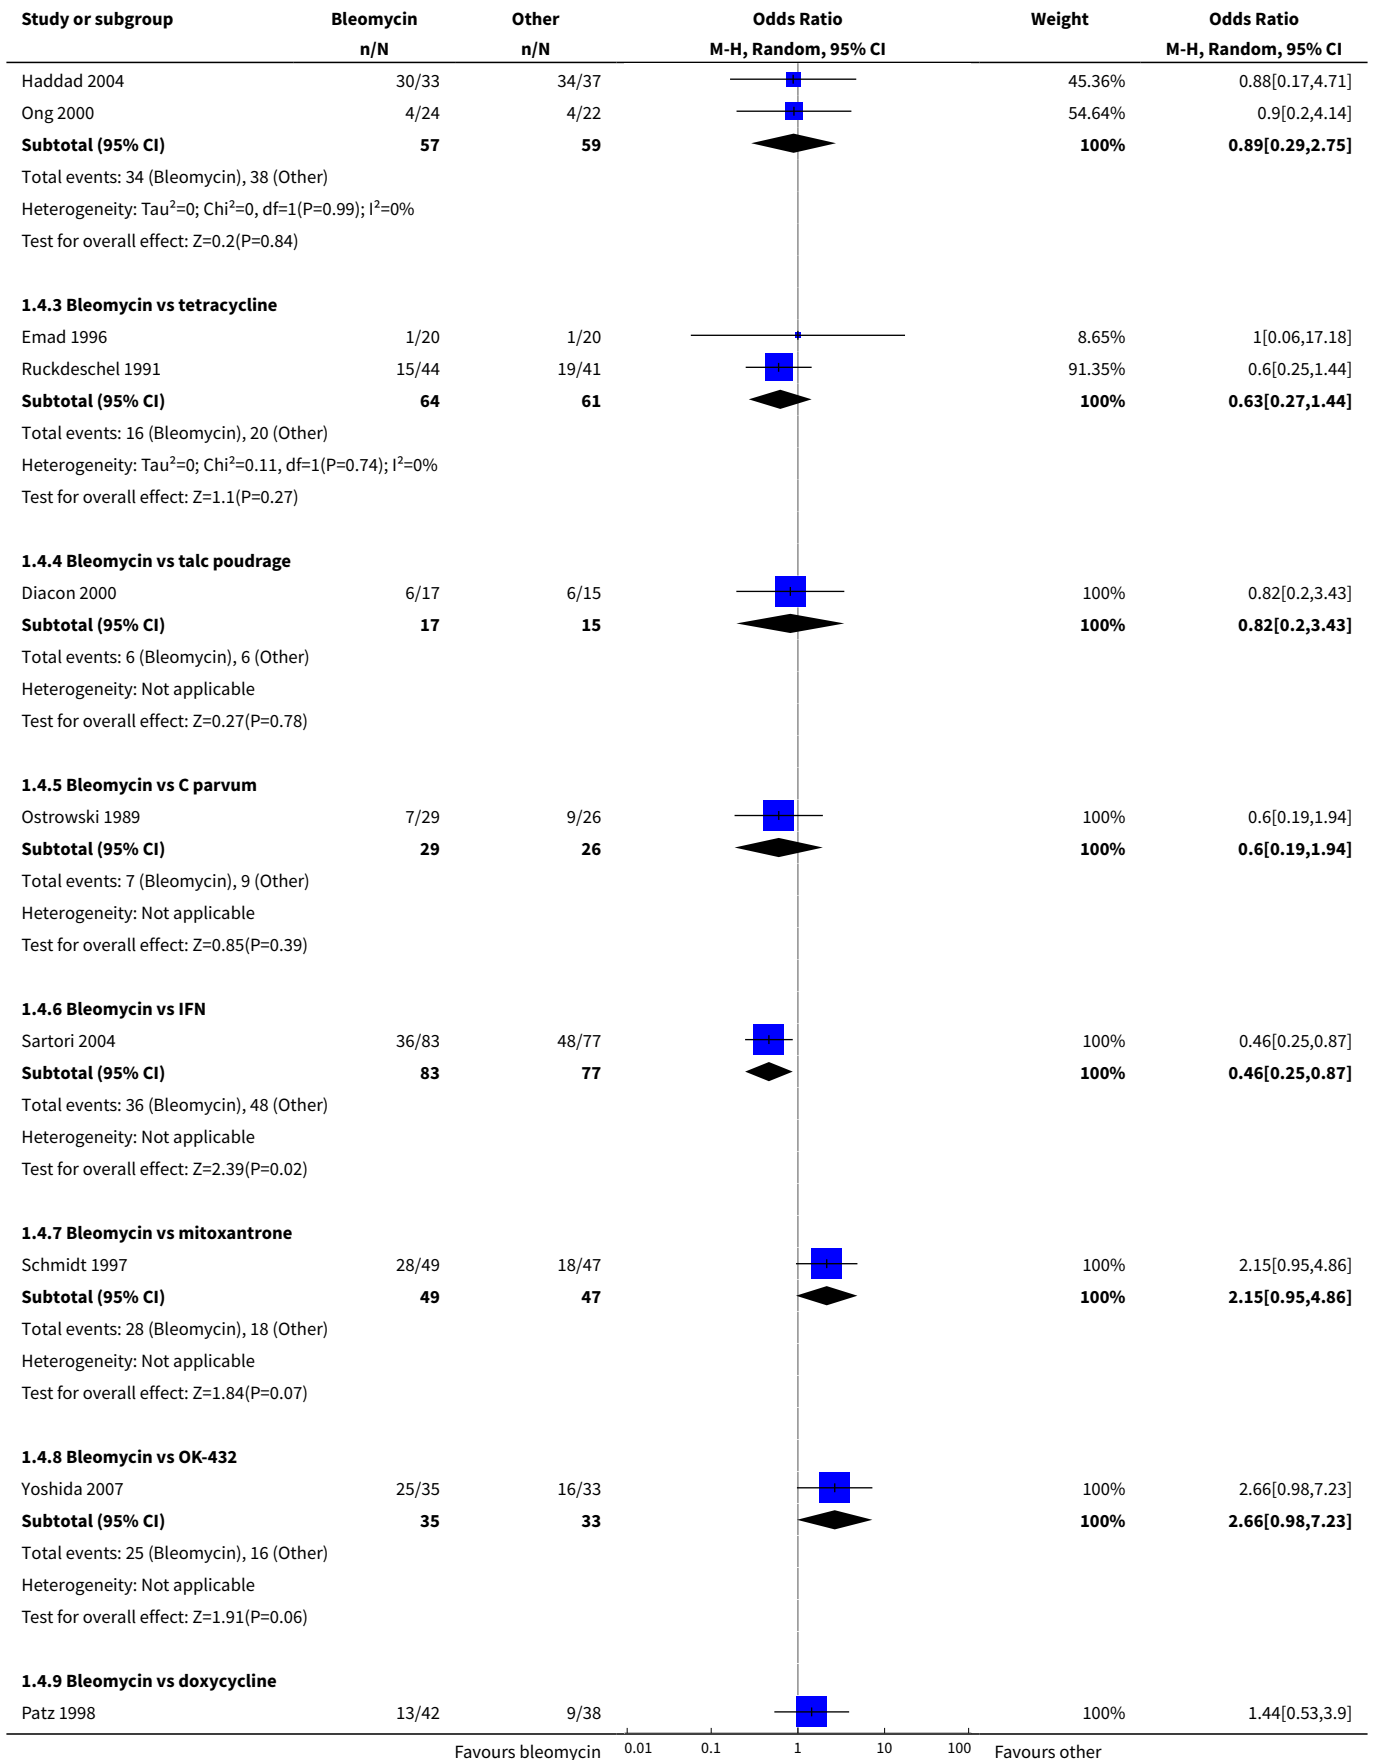 Study or subgroup Bleomycin Other Odds Ratio Weight Odds Ratio
n/N n/N M-H, Random, 95% CI M-H, Random, 95% CI
Haddad 2004 30/33 34/37 45.36% 0.88[0.17,4.71]
Ong 2000 4/24 4/22 54.64% 0.9[0.2,4.14]
Subtotal (95% CI) 57 59 100% 0.89[0.29,2.75]
Total events: 34 (Bleomycin), 38 (Other)
Heterogeneity: Tau²=0; Chi²=0, df=1(P=0.99); I²=0%
Test for overall effect: Z=0.2(P=0.84)
1.4.3 Bleomycin vs tetracycline
Emad 1996 1/20 1/20 8.65% 1[0.06,17.18]
Ruckdeschel 1991 15/44 19/41 91.35% 0.6[0.25,1.44]
Subtotal (95% CI) 64 61 100% 0.63[0.27,1.44]
Total events: 16 (Bleomycin), 20 (Other)
Heterogeneity: Tau²=0; Chi²=0.11, df=1(P=0.74); I²=0%
Test for overall effect: Z=1.1(P=0.27)
1.4.4 Bleomycin vs talc poudrage
Diacon 2000 6/17 6/15 100% 0.82[0.2,3.43]
Subtotal (95% CI) 17 15 100% 0.82[0.2,3.43]
Total events: 6 (Bleomycin), 6 (Other)
Heterogeneity: Not applicable
Test for overall effect: Z=0.27(P=0.78)
1.4.5 Bleomycin vs C parvum
Ostrowski 1989 7/29 9/26 100% 0.6[0.19,1.94]
Subtotal (95% CI) 29 26 100% 0.6[0.19,1.94]
Total events: 7 (Bleomycin), 9 (Other)
Heterogeneity: Not applicable
Test for overall effect: Z=0.85(P=0.39)
1.4.6 Bleomycin vs IFN
Sartori 2004 36/83 48/77 100% 0.46[0.25,0.87]
Subtotal (95% CI) 83 77 100% 0.46[0.25,0.87]
Total events: 36 (Bleomycin), 48 (Other)
Heterogeneity: Not applicable
Test for overall effect: Z=2.39(P=0.02)
1.4.7 Bleomycin vs mitoxantrone
Schmidt 1997 28/49 18/47 100% 2.15[0.95,4.86]
Subtotal (95% CI) 49 47 100% 2.15[0.95,4.86]
Total events: 28 (Bleomycin), 18 (Other)
Heterogeneity: Not applicable
Test for overall effect: Z=1.84(P=0.07)
1.4.8 Bleomycin vs OK-432
Yoshida 2007 25/35 16/33 100% 2.66[0.98,7.23]
Subtotal (95% CI) 35 33 100% 2.66[0.98,7.23]
Total events: 25 (Bleomycin), 16 (Other)
Heterogeneity: Not applicable
Test for overall effect: Z=1.91(P=0.06)
1.4.9 Bleomycin vs doxycycline
Patz 1998 13/42 9/38 100% 1.44[0.53,3.9]
Favours bleomycin 0.01 0.1 1 10 100 Favours other